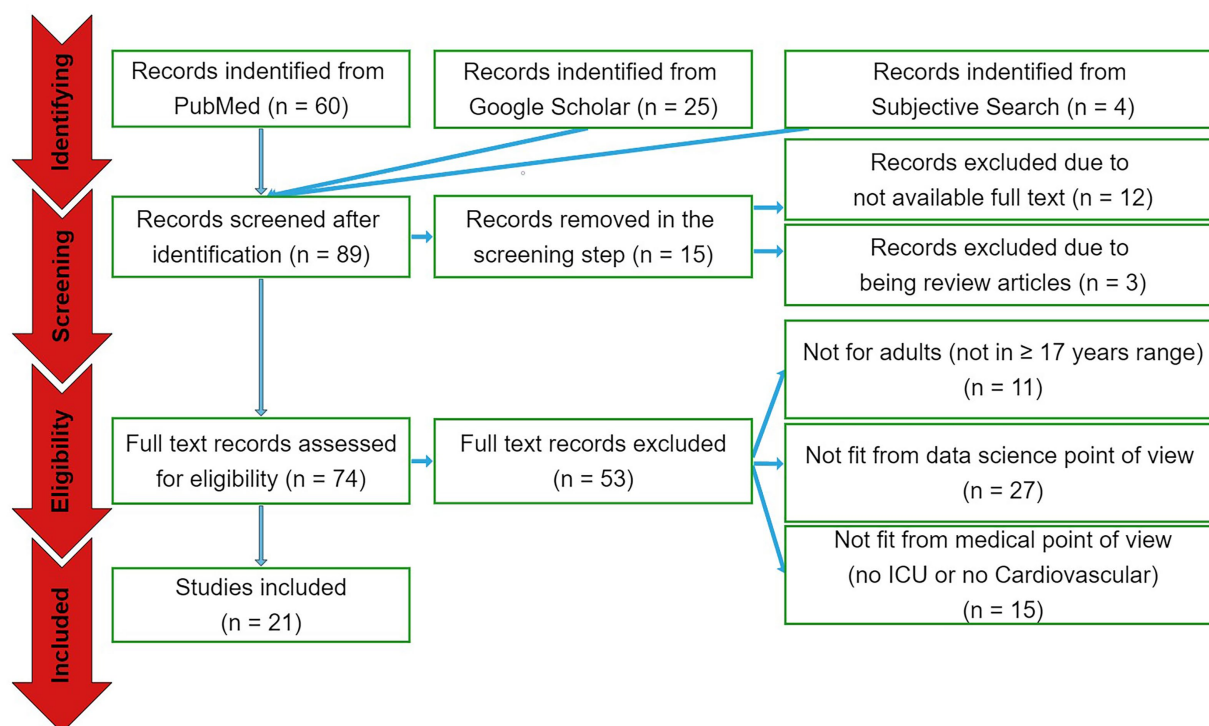 Identifying
Records indentified from
PubMed (n = 60)
Records indentified from
Google Scholar (n = 25)
Records indentified from
Subjective Search (n = 4)
Screening
Records screened after
identification (n = 89)
Records removed in the
screening step (n = 15)
Records excluded due to
not available full text (n = 12)
Records excluded due to
being review articles (n = 3)
Eligibility
Full text records assessed
for eligibility (n = 74)
Full text records excluded
(n = 53)
Not for adults (not in ≥ 17 years range)
(n = 11)
Not fit from data science point of view
(n = 27)
Not fit from medical point of view
(no ICU or no Cardiovascular)
(n = 15)
Included
Studies included
(n = 21)